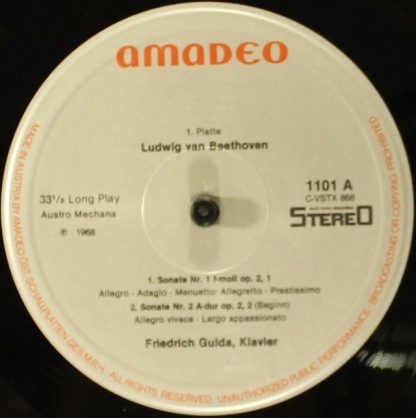 amadeo
1. Platte
Ludwig van Beethoven
33 1/3 Long Play
Austro Mechana
℗ 1968
1101 A
C-VSTX 868
STEREO
1. Sonate Nr. 1 f-moll op. 2, 1
Allegro - Adagio - Menuetto: Allegretto - Prestissimo
2. Sonate Nr. 2 A-dur op. 2, 2 (Beginn)
Allegro vivace - Largo appassionato
Friedrich Gulda, Klavier
MADE IN AUSTRIA BY AMADEO ÖST. SCHALLPLATTEN GES.M.B.H. ALL RIGHTS RESERVED · UNAUTHORIZED PUBLIC PERFORMANCE BROADCASTING OR COPYING PROHIBITED